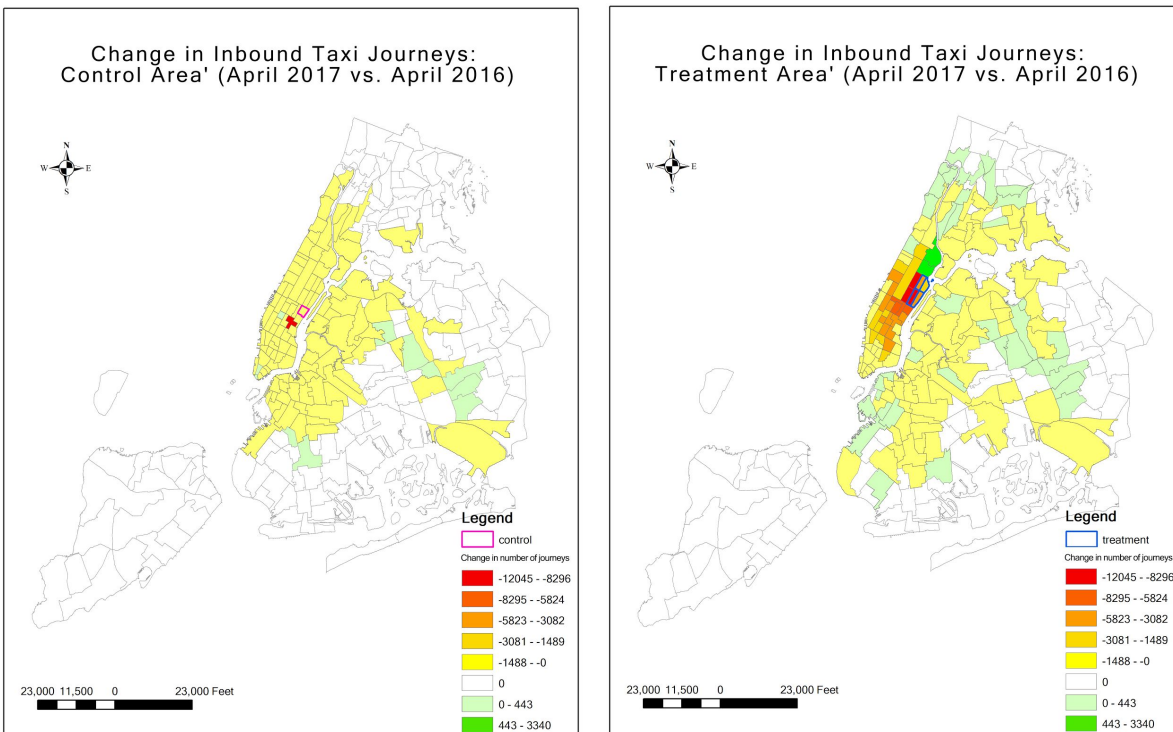 Change in Inbound Taxi Journeys:
Control Area' (April 2017 vs. April 2016)
N
W E
S
Legend
control
Change in number of journeys
-12045 - -8296
-8295 - -5824
-5823 - -3082
-3081 - -1489
-1488 - -0
0
0 - 443
443 - 3340
23,000 11,500 0 23,000 Feet
Change in Inbound Taxi Journeys:
Treatment Area' (April 2017 vs. April 2016)
N
W E
S
Legend
treatment
Change in number of journeys
-12045 - -8296
-8295 - -5824
-5823 - -3082
-3081 - -1489
-1488 - -0
0
0 - 443
443 - 3340
23,000 11,500 0 23,000 Feet